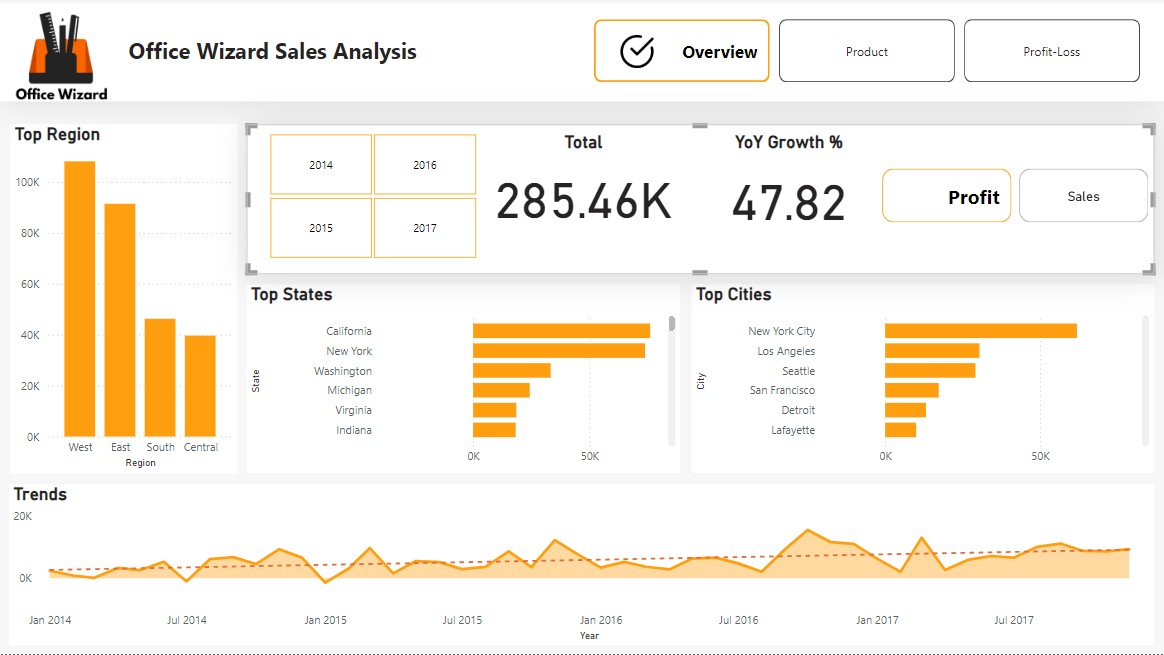 Office Wizard
Office Wizard Sales Analysis
Overview
Product
Profit-Loss
Top Region
100K
80K
60K
40K
20K
0K
West East South Central
Region
2014 2016
2015 2017
Total
285.46K
YoY Growth %
47.82
Profit
Sales
Top States
State
California
New York
Washington
Michigan
Virginia
Indiana
0K 50K
Top Cities
City
New York City
Los Angeles
Seattle
San Francisco
Detroit
Lafayette
0K 50K
Trends
20K
0K
Jan 2014 Jul 2014 Jan 2015 Jul 2015 Jan 2016 Jul 2016 Jan 2017 Jul 2017
Year